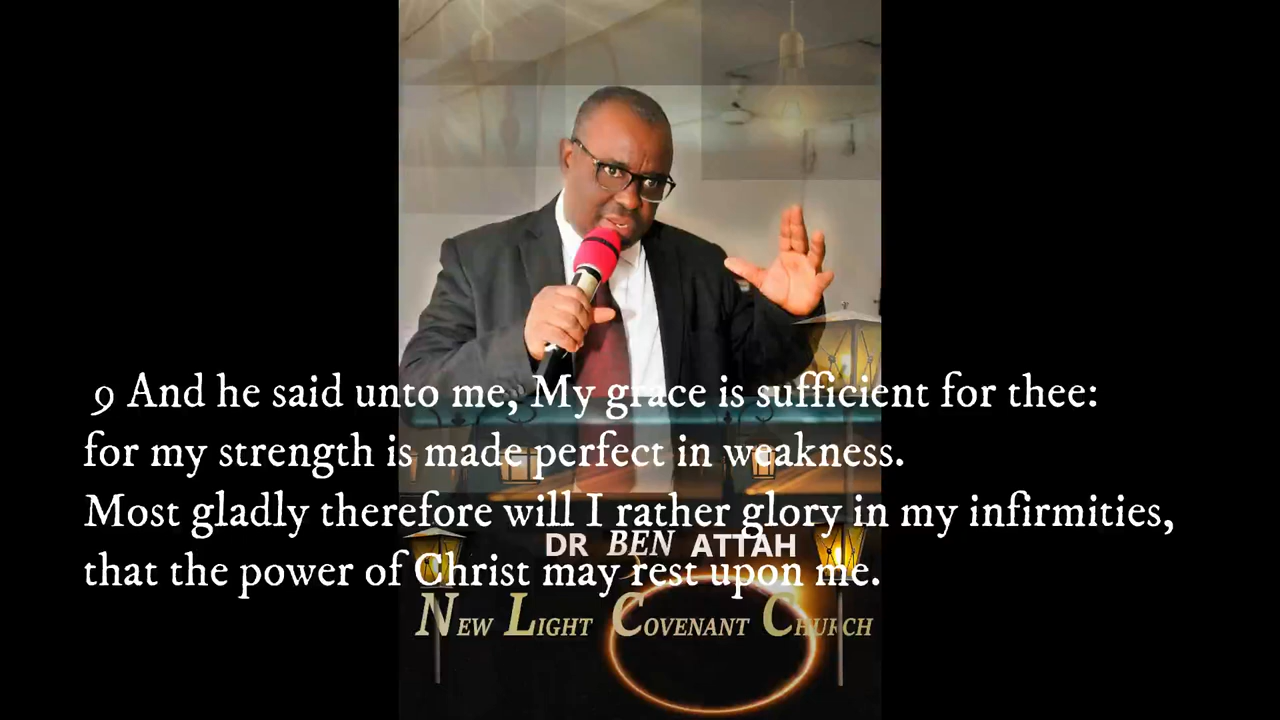 9 And he said unto me, My grace is sufficient for thee:
for my strength is made perfect in weakness.
Most gladly therefore will I rather glory in my infirmities,
DR BEN ATTAH
that the power of Christ may rest upon me.
NEW LIGHT COVENANT CHURCH